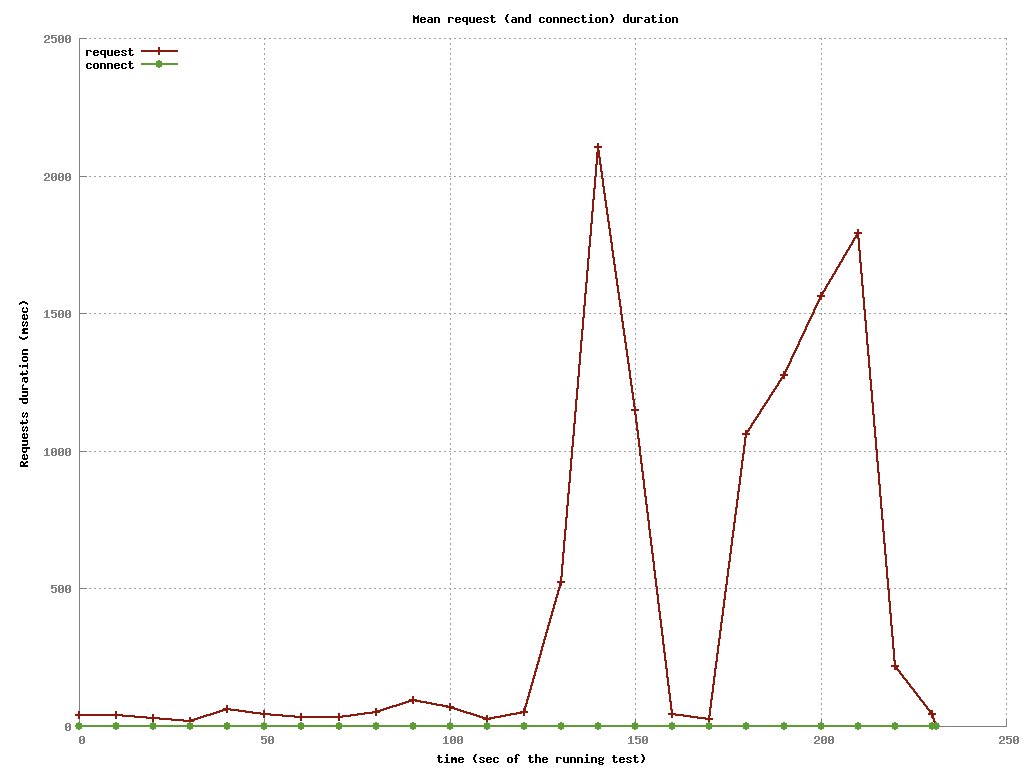 Mean request (and connection) duration
request
connect
2500
2000
1500
1000
500
0
Requests duration (msec)
0 50 100 150 200 250
time (sec of the running test)